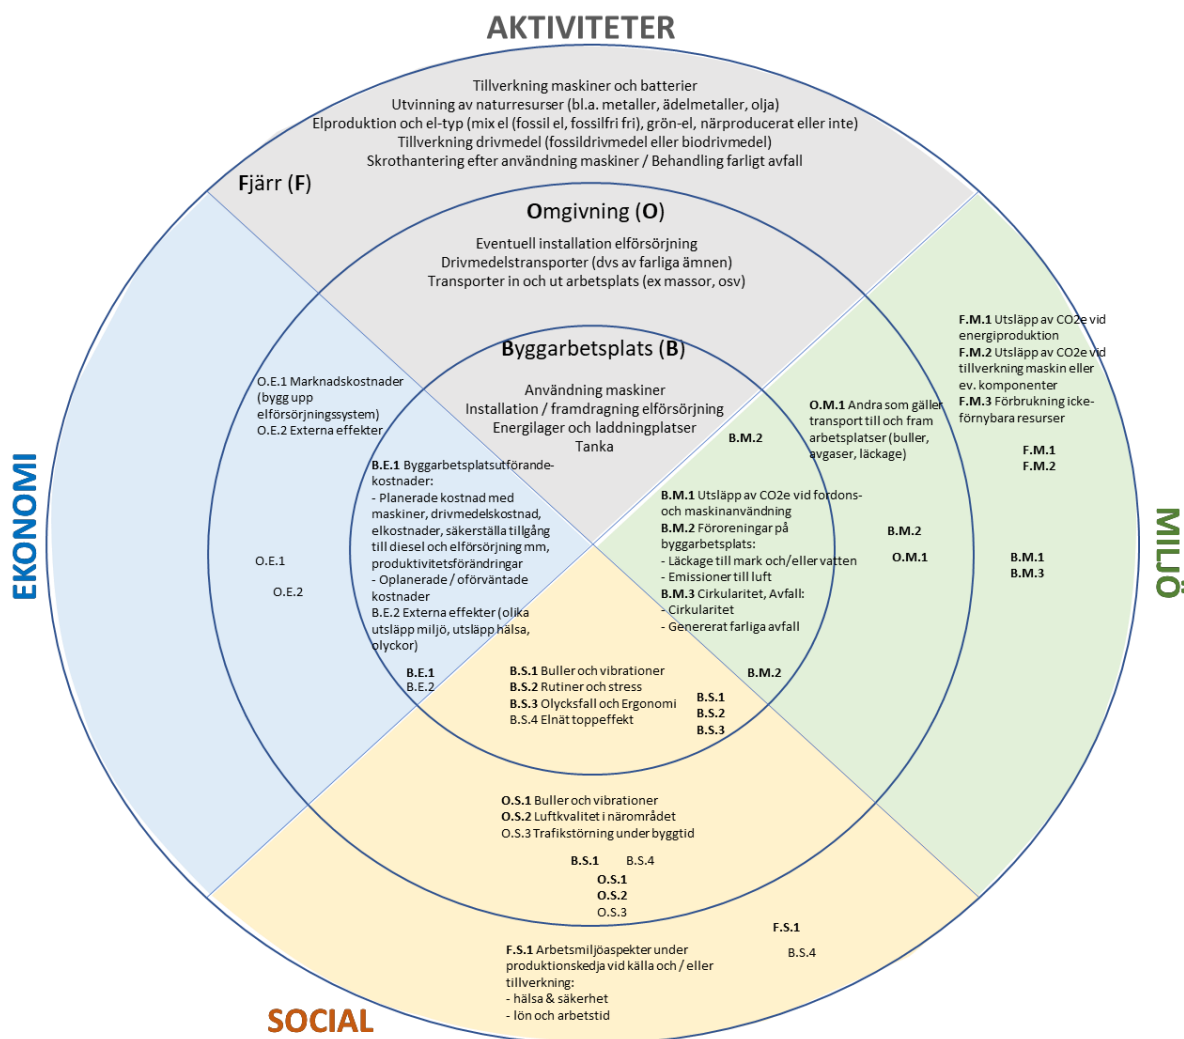 AKTIVITETER
Tillverkning maskiner och batterier
Utvinning av naturresurser (bl.a. metaller, ädelmetaller, olja)
Elproduktion och el-typ (mix el (fossil el, fossilfri fri), grön-el, närproducerat eller inte)
Tillverkning drivmedel (fossildrivmedel eller biodrivmedel)
Skrothantering efter användning maskiner / Behandling farligt avfall
Fjärr (F)
Omgivning (O)
Eventuell installation elförsörjning
Drivmedelstransporter (dvs av farliga ämnen)
Transporter in och ut arbetsplats (ex massor, osv)
Byggarbetsplats (B)
Användning maskiner
Installation / framdragning elförsörjning
Energilager och laddningplatser
Tanka
EKONOMI
O.E.1 Marknadskostnader
(bygg upp
elförsörjningssystem)
O.E.2 Externa effekter
O.E.1
O.E.2
B.E.1 Byggarbetsplatsutförande-
kostnader:
- Planerade kostnad med
maskiner, drivmedelskostnad,
elkostnader, säkerställa tillgång
till diesel och elförsörjning mm,
produktivitetsförändringar
- Oplanerade / oförväntade
kostnader
B.E.2 Externa effekter (olika
utsläpp miljö, utsläpp hälsa,
olyckor)
B.E.1
B.E.2
MILJÖ
F.M.1 Utsläpp av CO2e vid
energiproduktion
F.M.2 Utsläpp av CO2e vid
tillverkning maskin eller
ev. komponenter
F.M.3 Förbrukning icke-
förnybara resurser
F.M.1
F.M.2
B.M.1
B.M.3
O.M.1 Andra som gäller
transport till och fram
arbetsplatser (buller,
avgaser, läckage)
B.M.2
O.M.1
B.M.2
B.M.1 Utsläpp av CO2e vid fordons-
och maskinanvändning
B.M.2 Föroreningar på
byggarbetsplats:
- Läckage till mark och/eller vatten
- Emissioner till luft
B.M.3 Cirkularitet, Avfall:
- Cirkularitet
- Genererat farliga avfall
B.M.2
B.S.1 Buller och vibrationer
B.S.2 Rutiner och stress
B.S.3 Olycksfall och Ergonomi
B.S.4 Elnät toppeffekt
B.S.1
B.S.2
B.S.3
O.S.1 Buller och vibrationer
O.S.2 Luftkvalitet i närområdet
O.S.3 Trafikstörning under byggtid
B.S.1 B.S.4
O.S.1
O.S.2
O.S.3
F.S.1
B.S.4
F.S.1 Arbetsmiljöaspekter under
produktionskedja vid källa och / eller
tillverkning:
- hälsa & säkerhet
- lön och arbetstid
SOCIAL